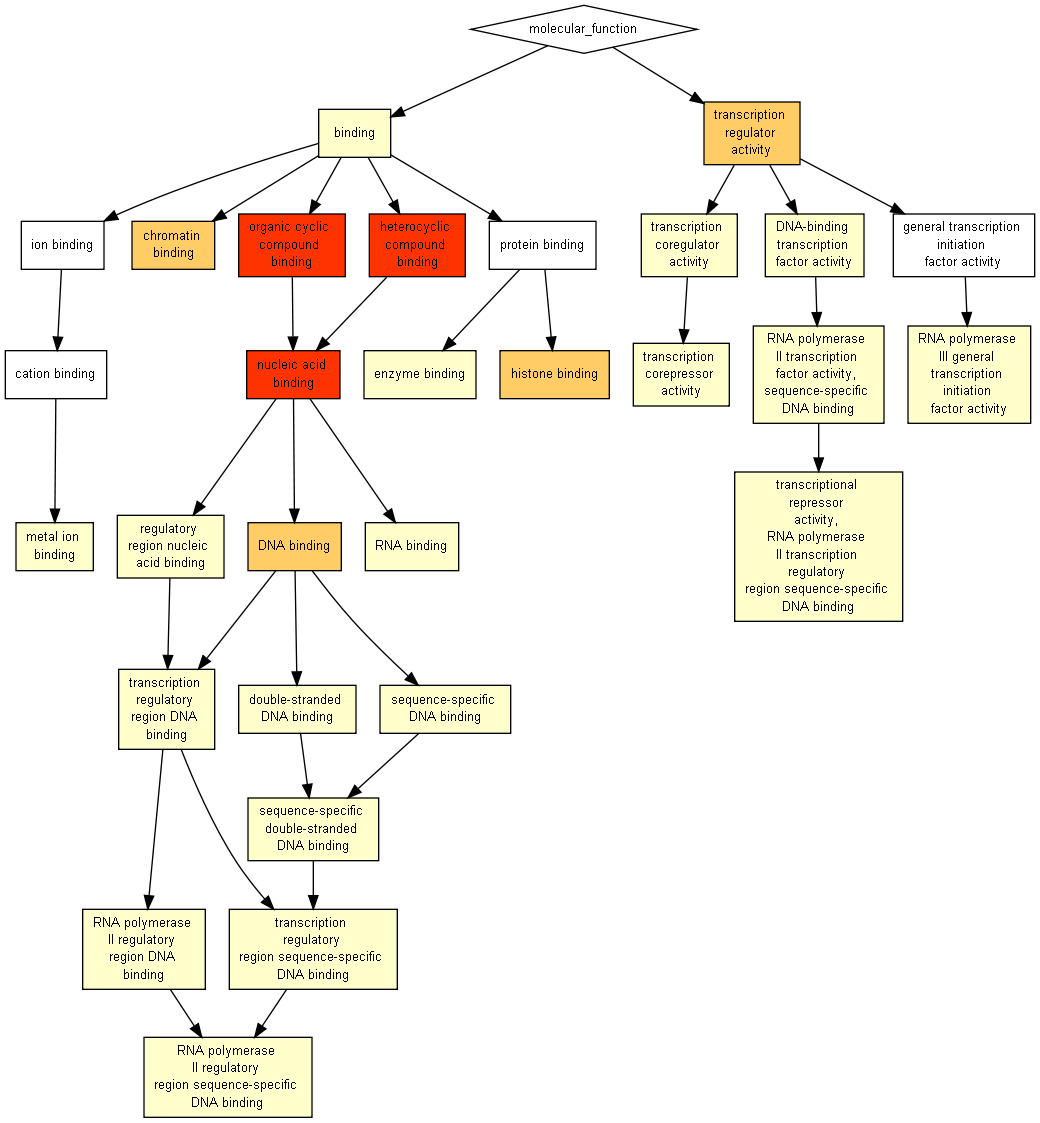 molecular_function
binding
transcription
regulator
activity
ion binding
chromatin
binding
organic cyclic
compound
binding
heterocyclic
compound
binding
protein binding
transcription
coregulator
activity
DNA-binding
transcription
factor activity
general transcription
initiation
factor activity
cation binding
nucleic acid
binding
enzyme binding
histone binding
transcription
corepressor
activity
RNA polymerase
II transcription
factor activity,
sequence-specific
DNA binding
RNA polymerase
III general
transcription
initiation
factor activity
metal ion
binding
regulatory
region nucleic
acid binding
DNA binding
RNA binding
transcriptional
repressor
activity,
RNA polymerase
II transcription
regulatory
region sequence-specific
DNA binding
transcription
regulatory
region DNA
binding
double-stranded
DNA binding
sequence-specific
DNA binding
sequence-specific
double-stranded
DNA binding
RNA polymerase
II regulatory
region DNA
binding
transcription
regulatory
region sequence-specific
DNA binding
RNA polymerase
II regulatory
region sequence-specific
DNA binding